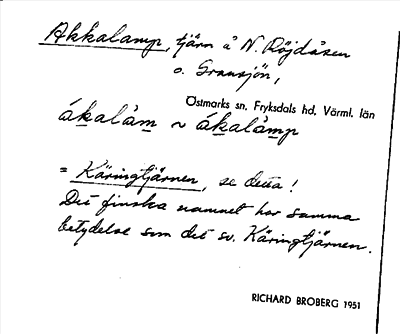 Akkalamp, tjärn å N. Röjdåsen
o. Gransjön,
Östmarks sn. Fryksdals hd. Värml. län
ákalàm ~ ákalàmp
= Käringtjärnen, se detta!
Det finska namnet har samma
betydelse som det sv. Käringtjärnen.
RICHARD BROBERG 1951